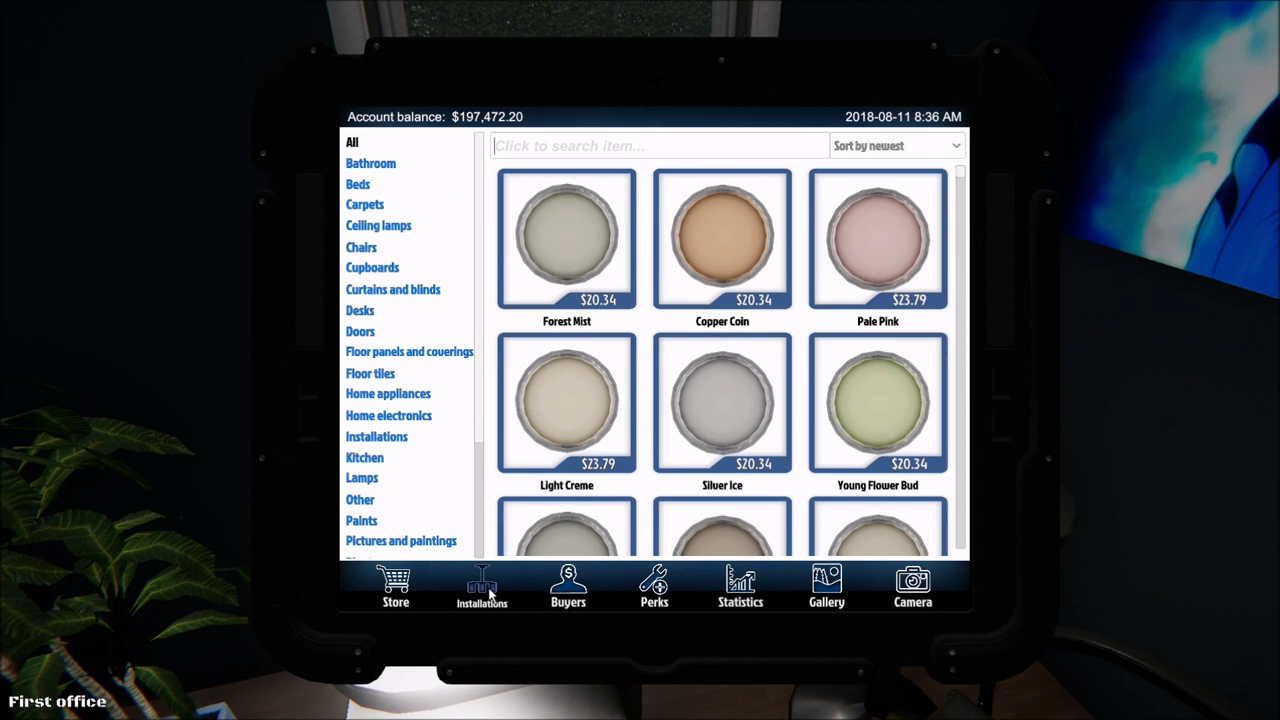 Account balance: $197,472.20
2018-08-11 8:36 AM
All
Bathroom
Beds
Carpets
Ceiling lamps
Chairs
Cupboards
Curtains and blinds
Desks
Doors
Floor panels and coverings
Floor tiles
Home appliances
Home electronics
Installations
Kitchen
Lamps
Other
Paints
Pictures and paintings
Click to search item...
Sort by newest
$20.34
$20.34
$23.79
Forest Mist
Copper Coin
Pale Pink
$23.79
$20.34
$20.34
Light Creme
Silver Ice
Young Flower Bud
Store
Installations
Buyers
Perks
Statistics
Gallery
Camera
First office